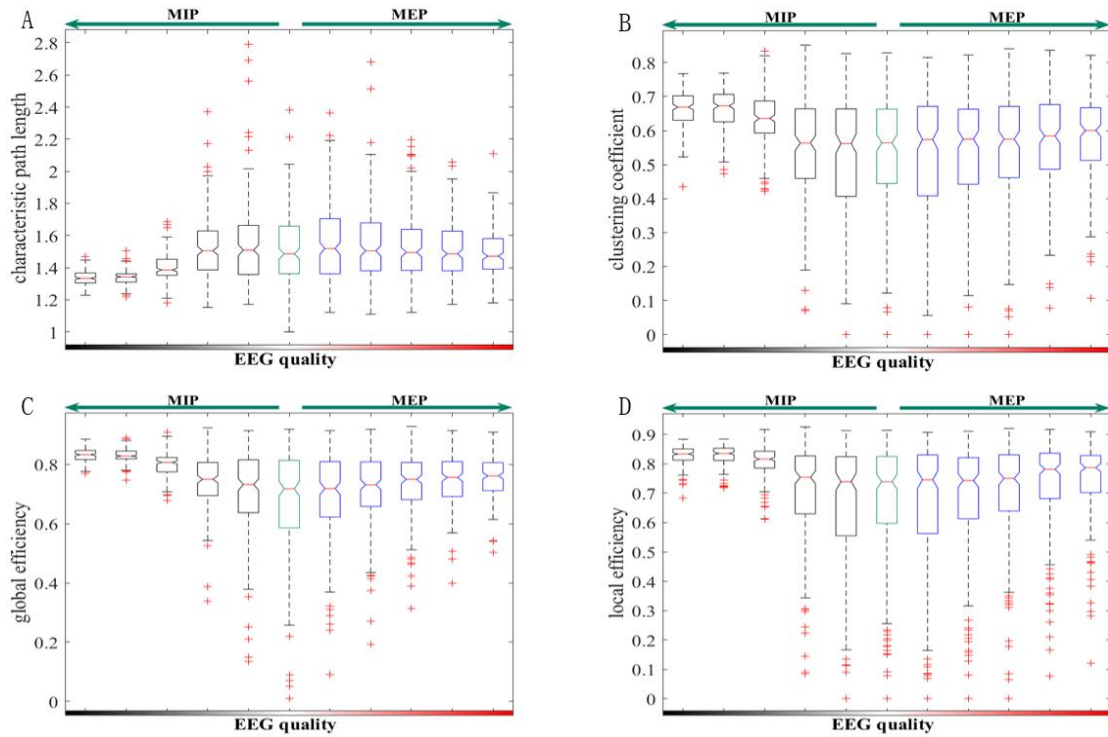 A
MIP
MEP
characteristic path length
2.8
2.6
2.4
2.2
2
1.8
1.6
1.4
1.2
1
EEG quality
B
MIP
MEP
clustering coefficient
0.8
0.7
0.6
0.5
0.4
0.3
0.2
0.1
0
EEG quality
C
MIP
MEP
global efficiency
0.8
0.6
0.4
0.2
0
EEG quality
D
MIP
MEP
local efficiency
0.9
0.8
0.7
0.6
0.5
0.4
0.3
0.2
0.1
0
EEG quality